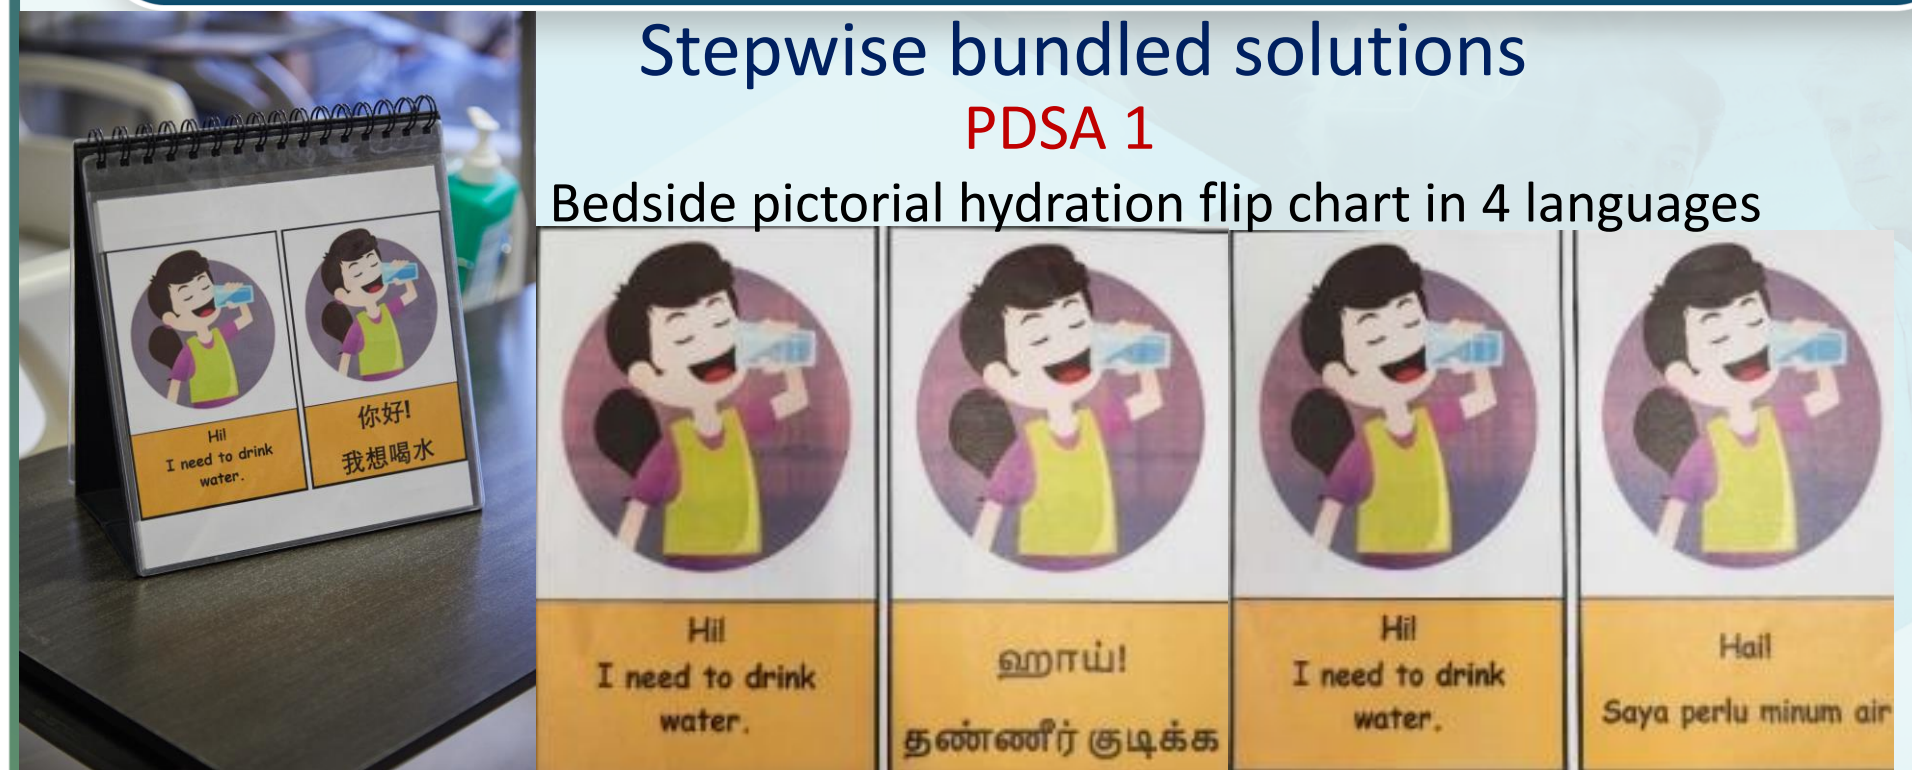 Stepwise bundled solutions
PDSA 1
Bedside pictorial hydration flip chart in 4 languages
Hi!
I need to drink
water.
你好!
我想喝水
Hi!
I need to drink
water.
ஹாய்!
தண்ணீர் குடிக்க
Hi!
I need to drink
water.
Hai!
Saya perlu minum air